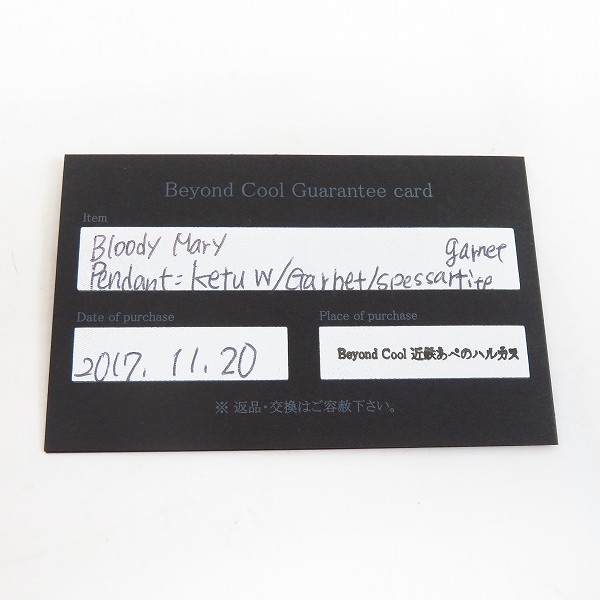 Beyond Cool Guarantee card
Item
Bloody Mary garnet
Pendant=ketu W/Garnet/spessartite
Date of purchase
Place of purchase
2017. 11. 20
Beyond Cool 近鉄あべのハルカス
※ 返品・交換はご容赦下さい。